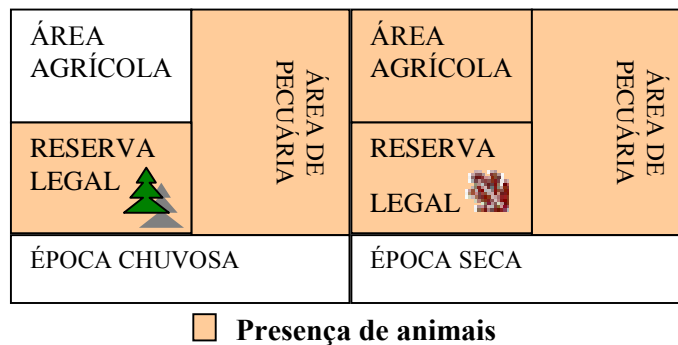 ÁREA
AGRÍCOLA
ÁREA DE
PECUÁRIA
RESERVA
LEGAL
ÉPOCA CHUVOSA
ÁREA
AGRÍCOLA
ÁREA DE
PECUÁRIA
RESERVA
LEGAL
ÉPOCA SECA
Presença de animais